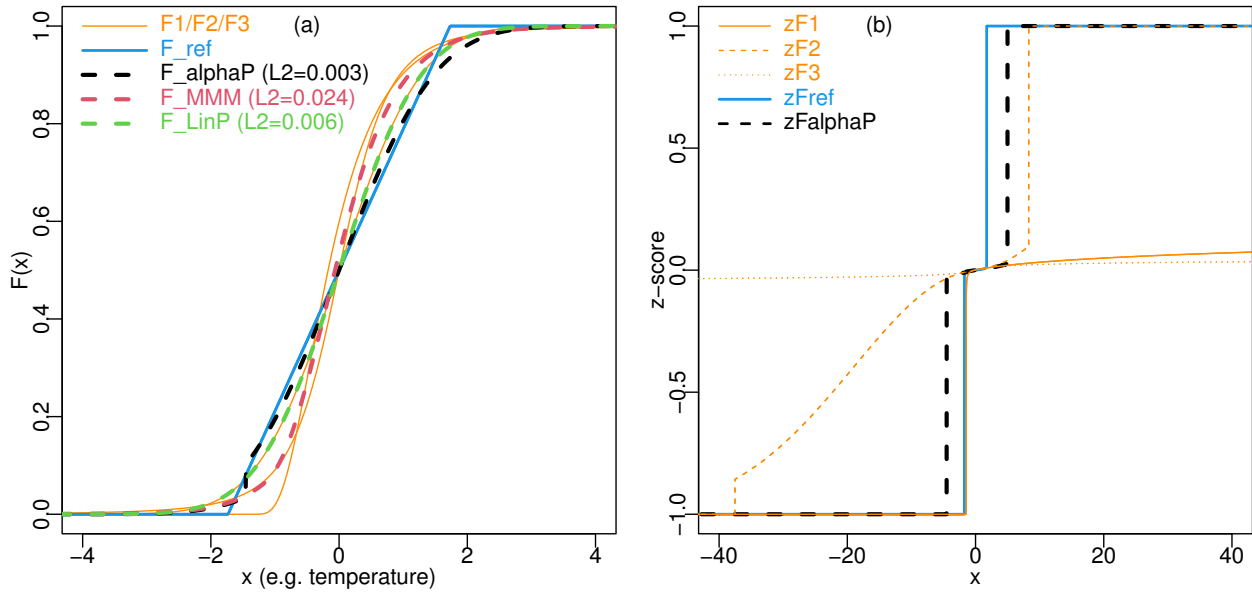 (a)
F1/F2/F3
F_ref
F_alphaP (L2=0.003)
F_MMM (L2=0.024)
F_LinP (L2=0.006)
F(x)
0.0 0.2 0.4 0.6 0.8 1.0
−4 −2 0 2 4
x (e.g. temperature)
(b)
zF1
zF2
zF3
zFref
zFalphaP
z−score
−1.0 −0.5 0.0 0.5 1.0
−40 −20 0 20 40
x